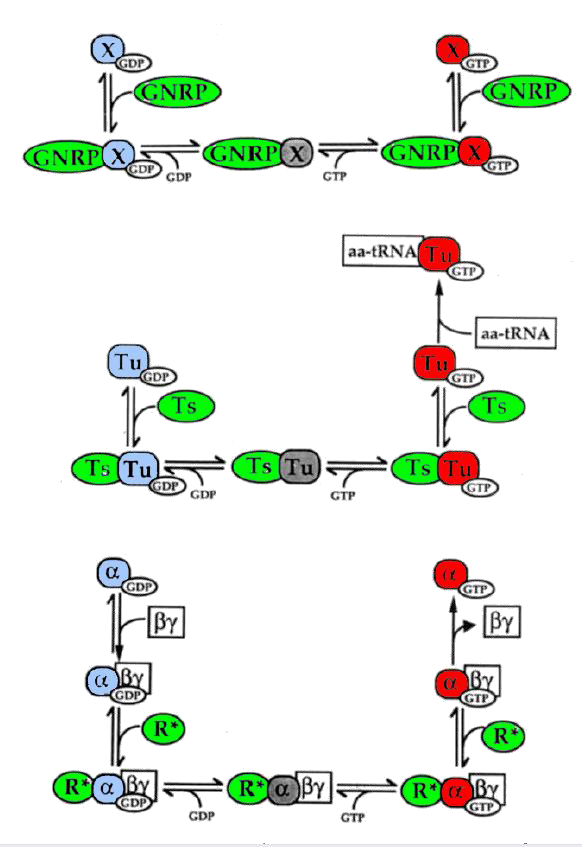 X GDP
GNRP
GNRP X GDP
GDP
GNRP X
GTP
X GTP
GNRP
GNRP X GTP
aa-tRNA Tu GTP
aa-tRNA
Tu GDP
Ts
Ts Tu GDP
GDP
Ts Tu
GTP
Tu GTP
Ts
Ts Tu GTP
α GDP
βγ
α βγ GDP
R*
R* α βγ GDP
GDP
R* α βγ
GTP
α GTP
βγ
α βγ GTP
R*
R* α βγ GTP